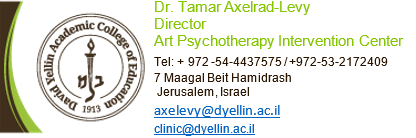 Dr. Tamar Axelrad-Levy
Director
Art Psychotherapy Intervention Center
Tel: + 972 -54-4437575 / +972-53-2172409
7 Maagal Beit Hamidrash
Jerusalem, Israel
axelevy@dyellin.ac.il
clinic@dyellin.ac.il
David Yellin Academic College of Education
1913